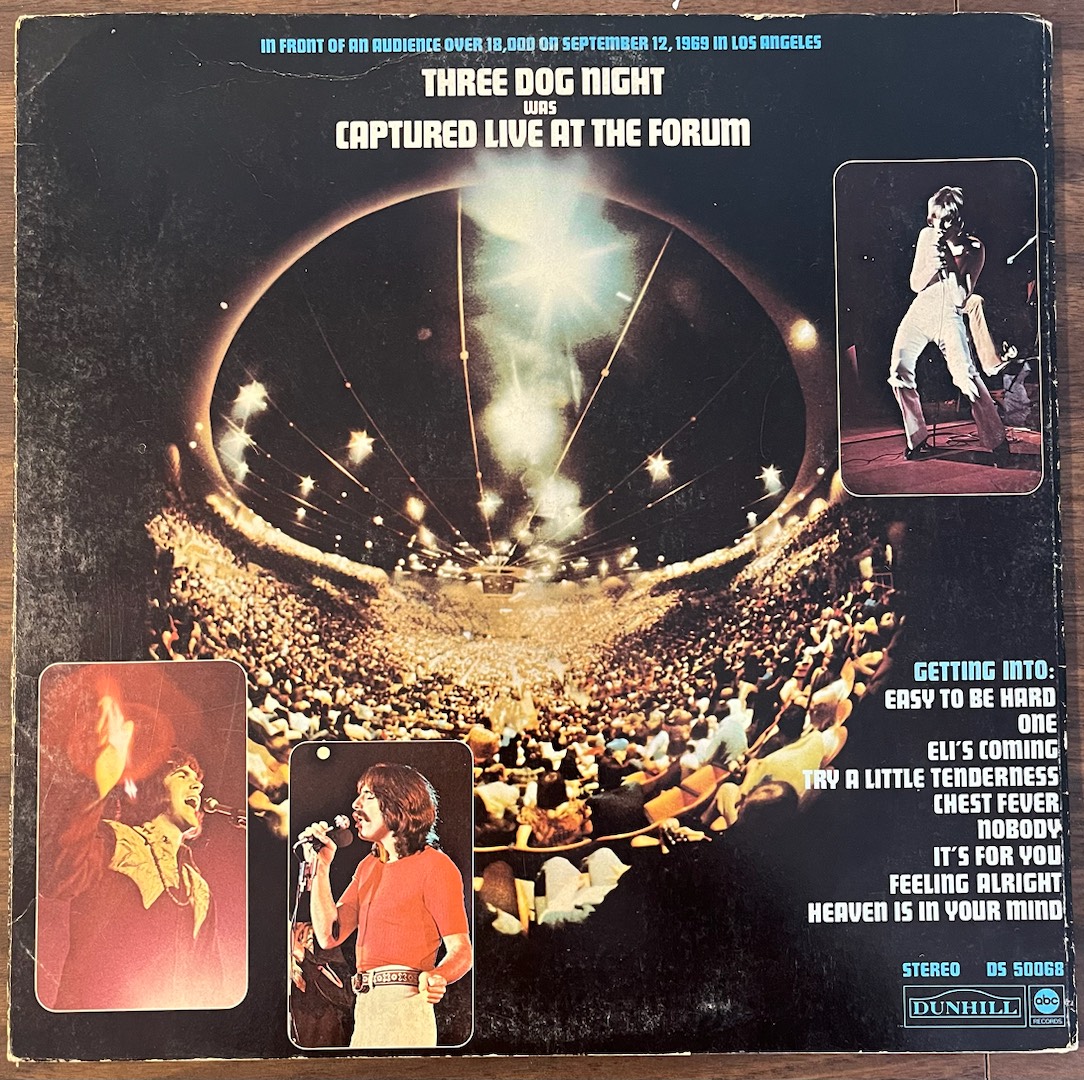 IN FRONT OF AN AUDIENCE OVER 18,000 ON SEPTEMBER 12, 1969 IN LOS ANGELES
THREE DOG NIGHT
WAS
CAPTURED LIVE AT THE FORUM
GETTING INTO:
EASY TO BE HARD
ONE
ELI'S COMING
TRY A LITTLE TENDERNESS
CHEST FEVER
NOBODY
IT'S FOR YOU
FEELING ALRIGHT
HEAVEN IS IN YOUR MIND
STEREO DS 50068
DUNHILL
abc
RECORDS